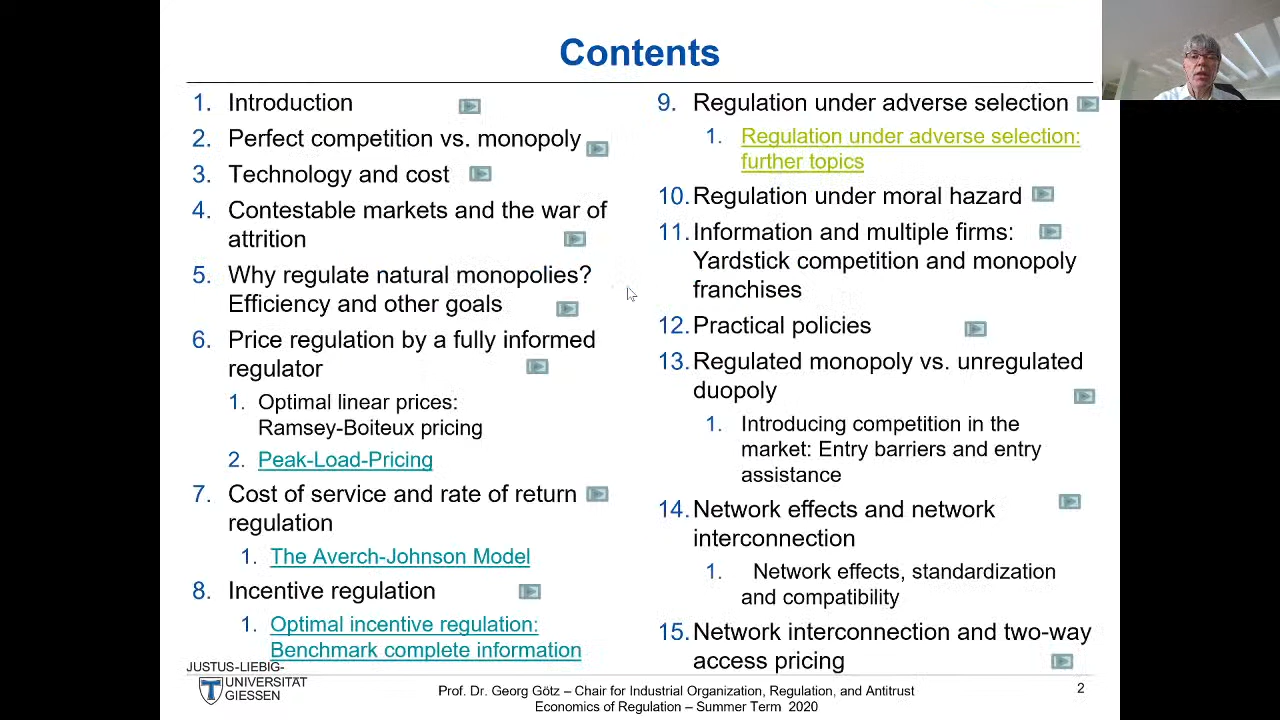 Contents
1. Introduction
2. Perfect competition vs. monopoly
3. Technology and cost
4. Contestable markets and the war of
attrition
5. Why regulate natural monopolies?
Efficiency and other goals
6. Price regulation by a fully informed
regulator
1. Optimal linear prices:
Ramsey-Boiteux pricing
2. Peak-Load-Pricing
7. Cost of service and rate of return
regulation
1. The Averch-Johnson Model
8. Incentive regulation
1. Optimal incentive regulation:
Benchmark complete information
9. Regulation under adverse selection
1. Regulation under adverse selection:
further topics
10. Regulation under moral hazard
11. Information and multiple firms:
Yardstick competition and monopoly
franchises
12. Practical policies
13. Regulated monopoly vs. unregulated
duopoly
1. Introducing competition in the
market: Entry barriers and entry
assistance
14. Network effects and network
interconnection
1. Network effects, standardization
and compatibility
15. Network interconnection and two-way
access pricing
JUSTUS-LIEBIG-
UNIVERSITÄT
GIESSEN
Prof. Dr. Georg Götz – Chair for Industrial Organization, Regulation, and Antitrust
Economics of Regulation – Summer Term 2020
2